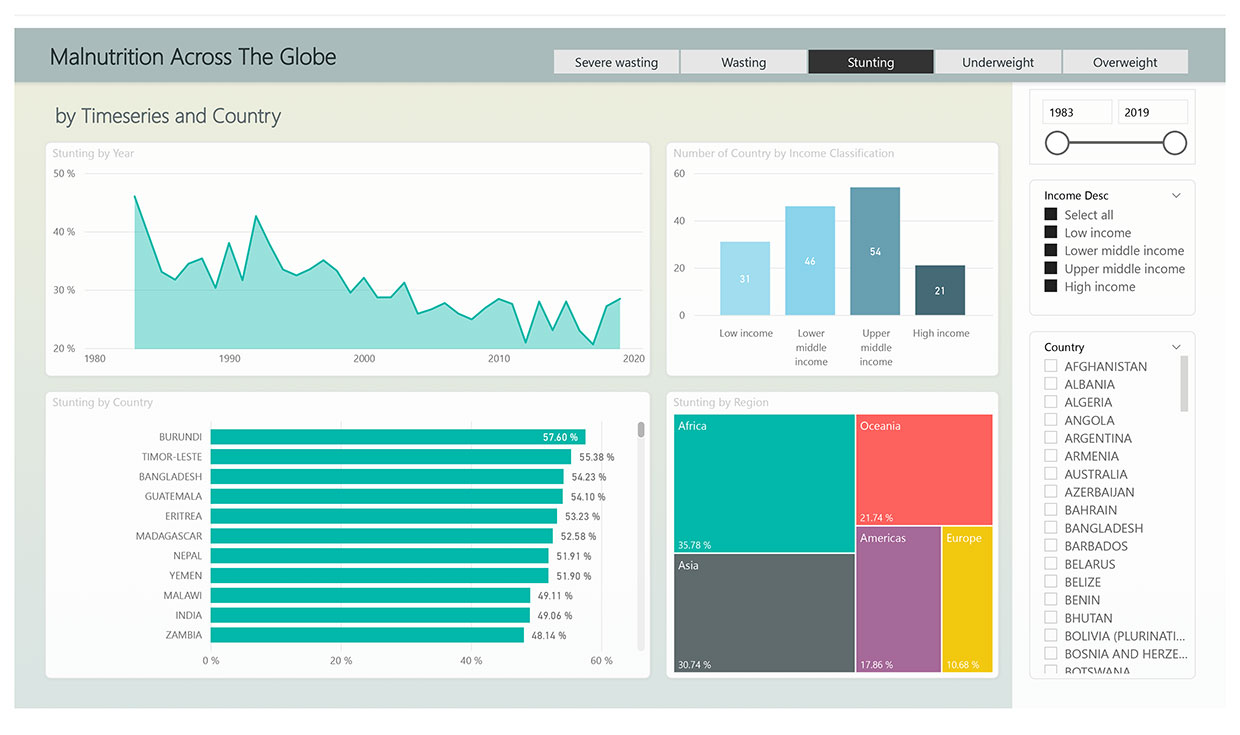 Malnutrition Across The Globe
Severe wasting
Wasting
Stunting
Underweight
Overweight
by Timeseries and Country
Stunting by Year
50 %
40 %
30 %
20 %
1980
1990
2000
2010
2020
Number of Country by Income Classification
60
40
20
0
31
46
54
21
Low income
Lower
middle
income
Upper
middle
income
High income
Stunting by Country
BURUNDI
57.60 %
TIMOR-LESTE
55.38 %
BANGLADESH
54.23 %
GUATEMALA
54.10 %
ERITREA
53.23 %
MADAGASCAR
52.58 %
NEPAL
51.91 %
YEMEN
51.90 %
MALAWI
49.11 %
INDIA
49.06 %
ZAMBIA
48.14 %
0 %
20 %
40 %
60 %
Stunting by Region
Africa
35.78 %
Asia
30.74 %
Oceania
21.74 %
Americas
17.86 %
Europe
10.68 %
1983
2019
Income Desc
Select all
Low income
Lower middle income
Upper middle income
High income
Country
AFGHANISTAN
ALBANIA
ALGERIA
ANGOLA
ARGENTINA
ARMENIA
AUSTRALIA
AZERBAIJAN
BAHRAIN
BANGLADESH
BARBADOS
BELARUS
BELIZE
BENIN
BHUTAN
BOLIVIA (PLURINATI...
BOSNIA AND HERZE...
BOTSWANA